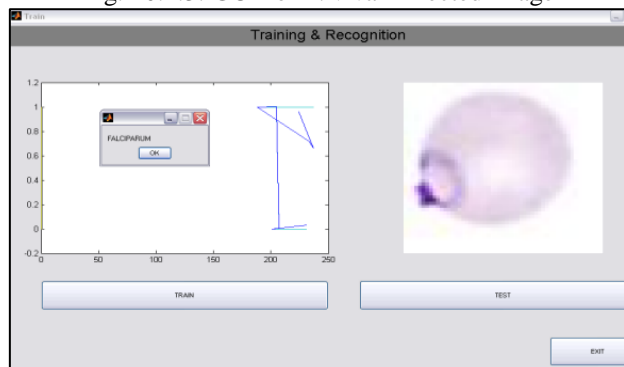 Train
Training & Recognition
1.2
1
0.8
0.6
0.4
0.2
0
-0.2
0
50
100
150
200
250
FALCIPARUM
OK
TRAIN
TEST
EXIT